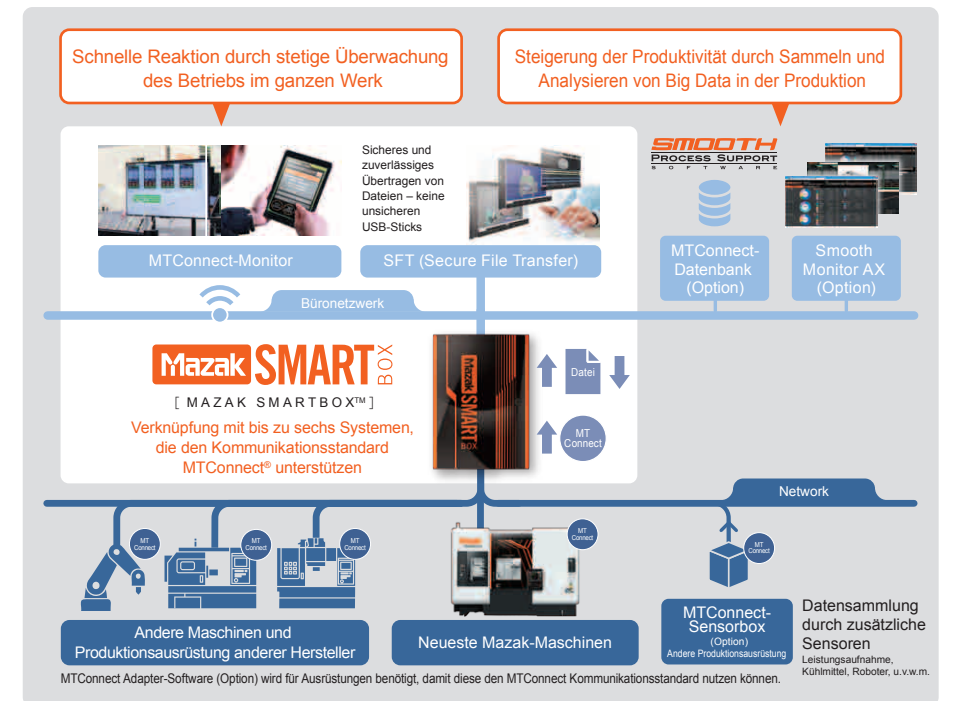 Schnelle Reaktion durch stetige Überwachung
des Betriebs im ganzen Werk
Steigerung der Produktivität durch Sammeln und
Analysieren von Big Data in der Produktion
Sicheres und
zuverlässiges
Übertragen von
Dateien – keine
unsicheren
USB-Sticks
SMOOTH
PROCESS SUPPORT
SOFTWARE
MTConnect-Monitor
SFT (Secure File Transfer)
MTConnect-
Datenbank
(Option)
Smooth
Monitor AX
(Option)
Büronetzwerk
Mazak SMART BOX
[ MAZAK SMARTBOX™ ]
Verknüpfung mit bis zu sechs Systemen,
die den Kommunikationsstandard
MTConnect® unterstützen
Mazak SMART BOX
Datei
MT
Connect
Network
MT
Connect
MT
Connect
MT
Connect
MT
Connect
MT
Connect
Andere Maschinen und
Produktionsausrüstung anderer Hersteller
Neueste Mazak-Maschinen
MTConnect-
Sensorbox
(Option)
Andere Produktionsausrüstung
Datensammlung
durch zusätzliche
Sensoren
Leistungsaufnahme,
Kühlmittel, Roboter, u.v.w.m.
MTConnect Adapter-Software (Option) wird für Ausrüstungen benötigt, damit diese den MTConnect Kommunikationsstandard nutzen können.